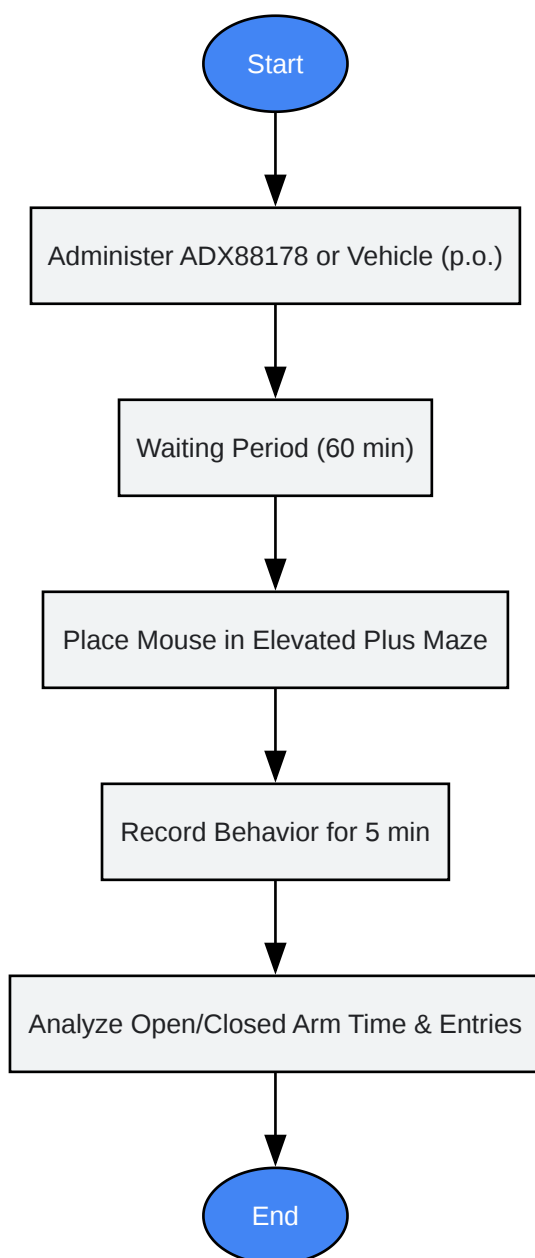 Start
Administer ADX88178 or Vehicle (p.o.)
Waiting Period (60 min)
Place Mouse in Elevated Plus Maze
Record Behavior for 5 min
Analyze Open/Closed Arm Time & Entries
End